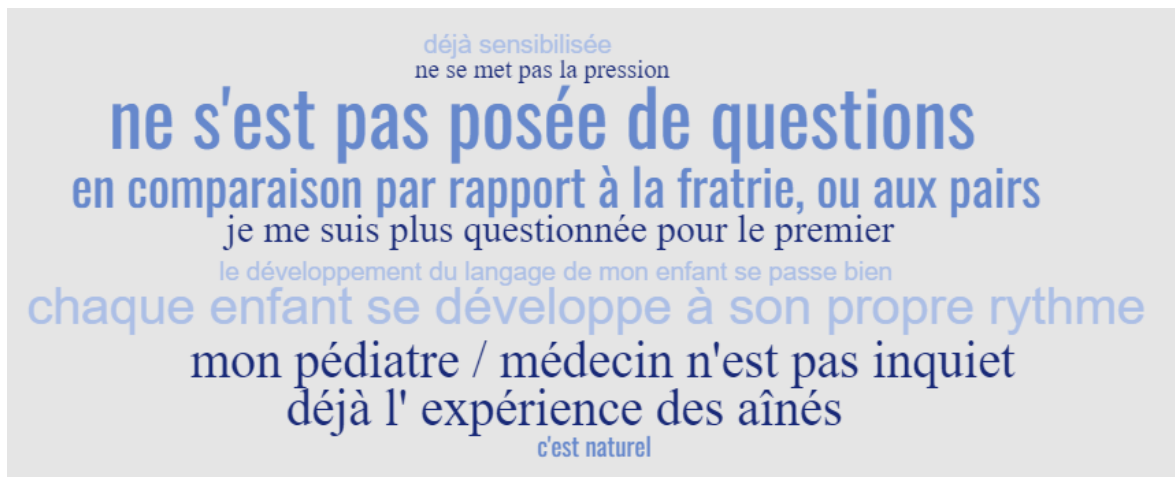 déjà sensibilisée
ne se met pas la pression
ne s'est pas posée de questions
en comparaison par rapport à la fratrie, ou aux pairs
je me suis plus questionnée pour le premier
le développement du langage de mon enfant se passe bien
chaque enfant se développe à son propre rythme
mon pédiatre / médecin n'est pas inquiet
déjà l' expérience des aînés
c'est naturel